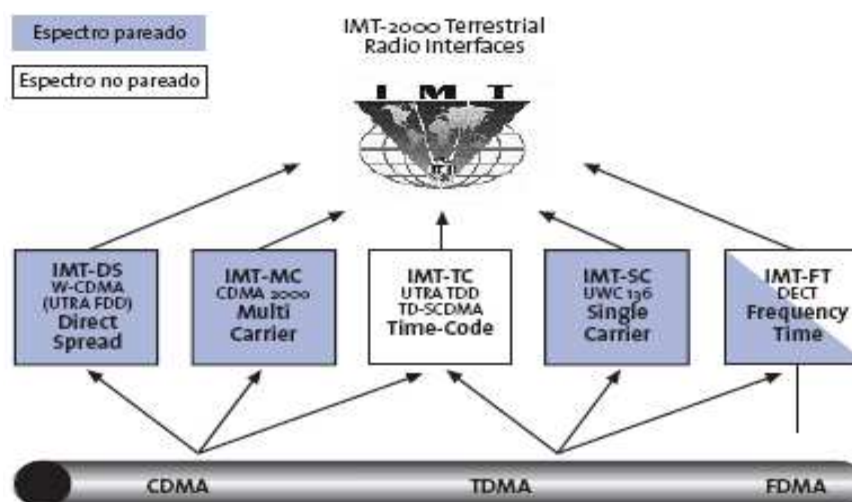 Espectro pareado
Espectro no pareado
IMT-2000 Terrestrial
Radio Interfaces
I M T
IMT-DS
W-CDMA
(UTRA FDD)
Direct
Spread
IMT-MC
CDMA 2000
Multi
Carrier
IMT-TC
UTRA TDD
TD-SCDMA
Time-Code
IMT-SC
UWC 136
Single
Carrier
IMT-FT
DECT
Frequency
Time
CDMA
TDMA
FDMA